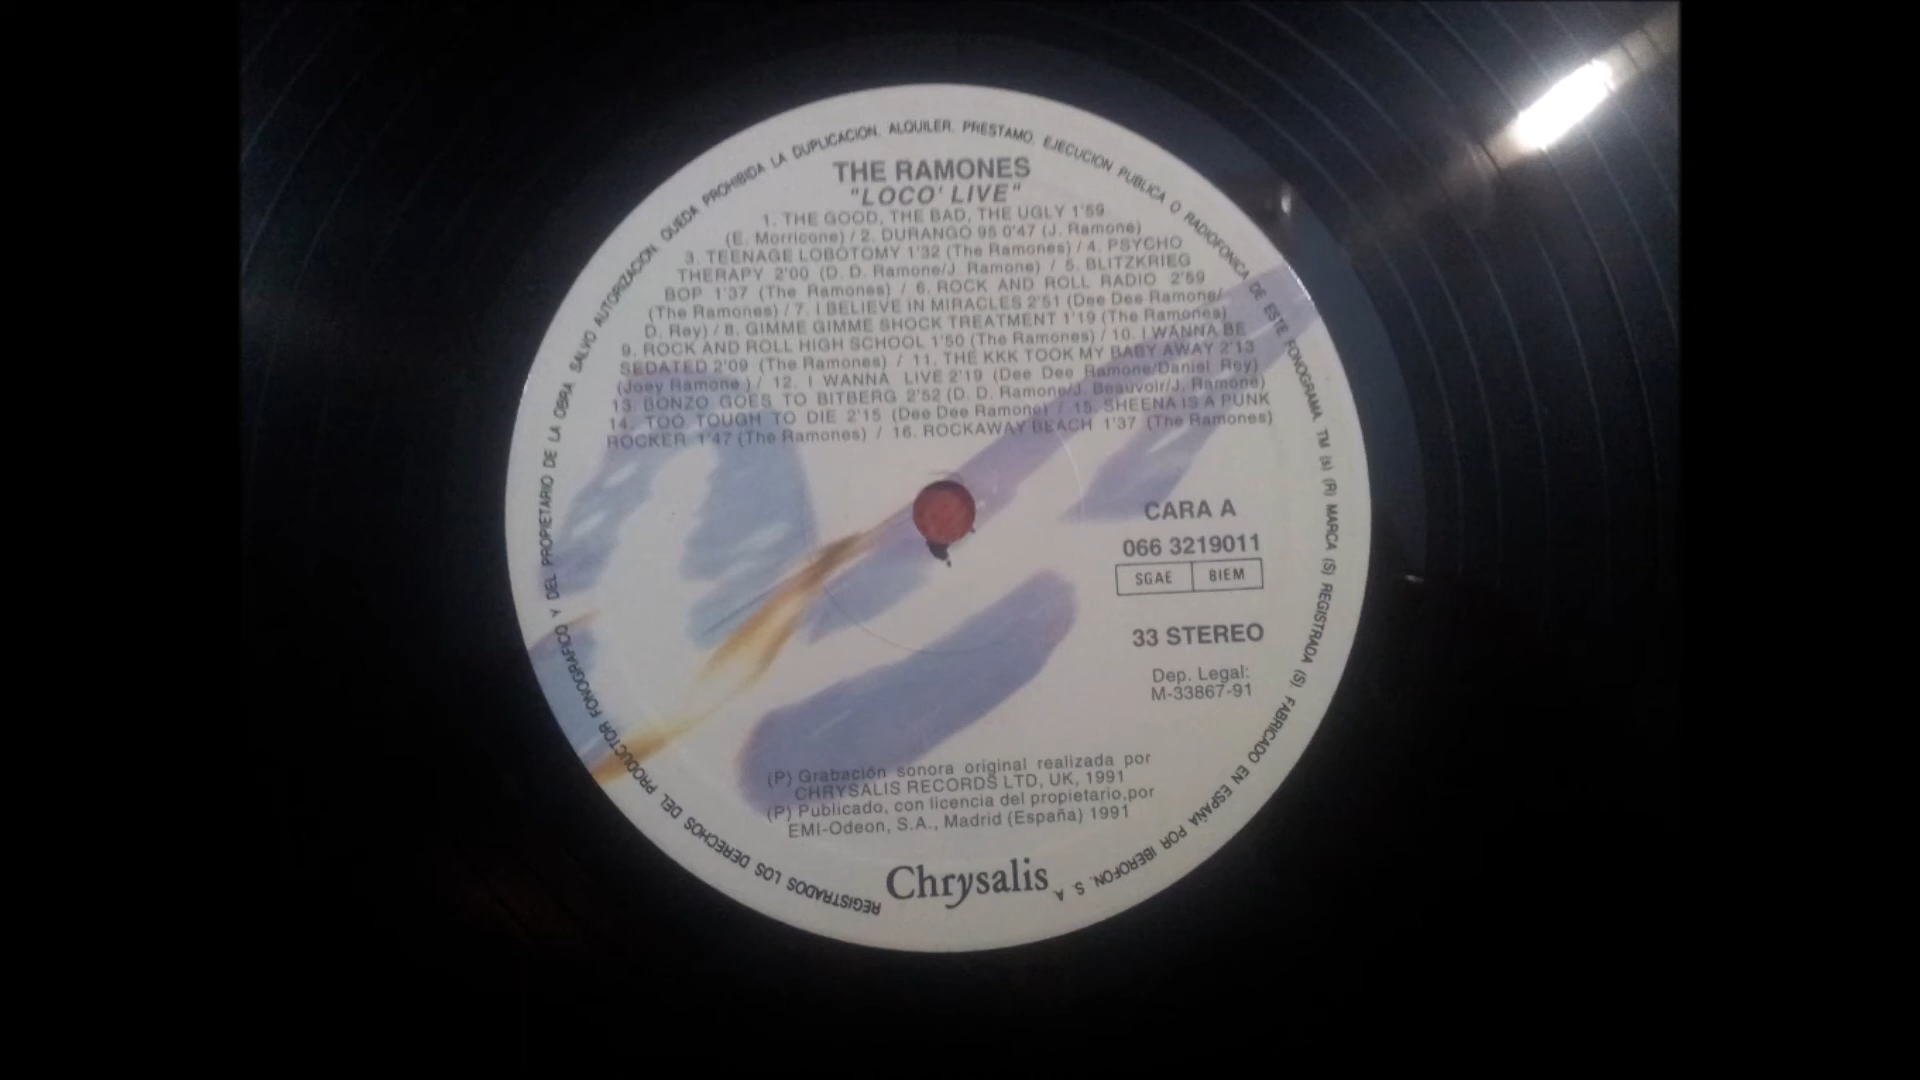 THE RAMONES
"LOCO' LIVE"
1. THE GOOD, THE BAD, THE UGLY 1'59
(E. Morricone) / 2. DURANGO 95 0'47 (J. Ramone)
3. TEENAGE LOBOTOMY 1'32 (The Ramones) / 4. PSYCHO
THERAPY 2'00 (D. D. Ramone/J. Ramone) / 5. BLITZKRIEG
BOP 1'37 (The Ramones) / 6. ROCK AND ROLL RADIO 2'59
(The Ramones) / 7. I BELIEVE IN MIRACLES 2'51 (Dee Dee Ramone/
D. Rey) / 8. GIMME GIMME SHOCK TREATMENT 1'19 (The Ramones)
9. ROCK AND ROLL HIGH SCHOOL 1'50 (The Ramones) / 10. I WANNA BE
SEDATED 2'09 (The Ramones) / 11. THE KKK TOOK MY BABY AWAY 2'13
(Joey Ramone ) / 12. I WANNA LIVE 2'19 (Dee Dee Ramone/Daniel Rey)
13. BONZO GOES TO BITBERG 2'52 (D. D. Ramone/J. Beauvoir/J. Ramone)
14. TOO TOUGH TO DIE 2'15 (Dee Dee Ramone) / 15. SHEENA IS A PUNK
ROCKER 1'47 (The Ramones) / 16. ROCKAWAY BEACH 1'37 (The Ramones)
CARA A
066 3219011
SGAE BIEM
33 STEREO
Dep. Legal:
M-33867-91
(P) Grabación sonora original realizada por
CHRYSALIS RECORDS LTD, UK, 1991
(P) Publicado, con licencia del propietario,por
EMI-Odeon, S.A., Madrid (España) 1991
Chrysalis
REGISTRADOS LOS DERECHOS DEL PRODUCTOR FONOGRAFICO Y DEL PROPIETARIO DE LA OBRA SALVO AUTORIZACION. QUEDA PROHIBIDA LA DUPLICACION, ALQUILER, PRESTAMO, EJECUCION PUBLICA O RADIOFONICA DE ESTE FONOGRAMA. TM (s) (R) MARCA (S) REGISTRADA (S). FABRICADO EN ESPAÑA POR IBEROFON, S. A.